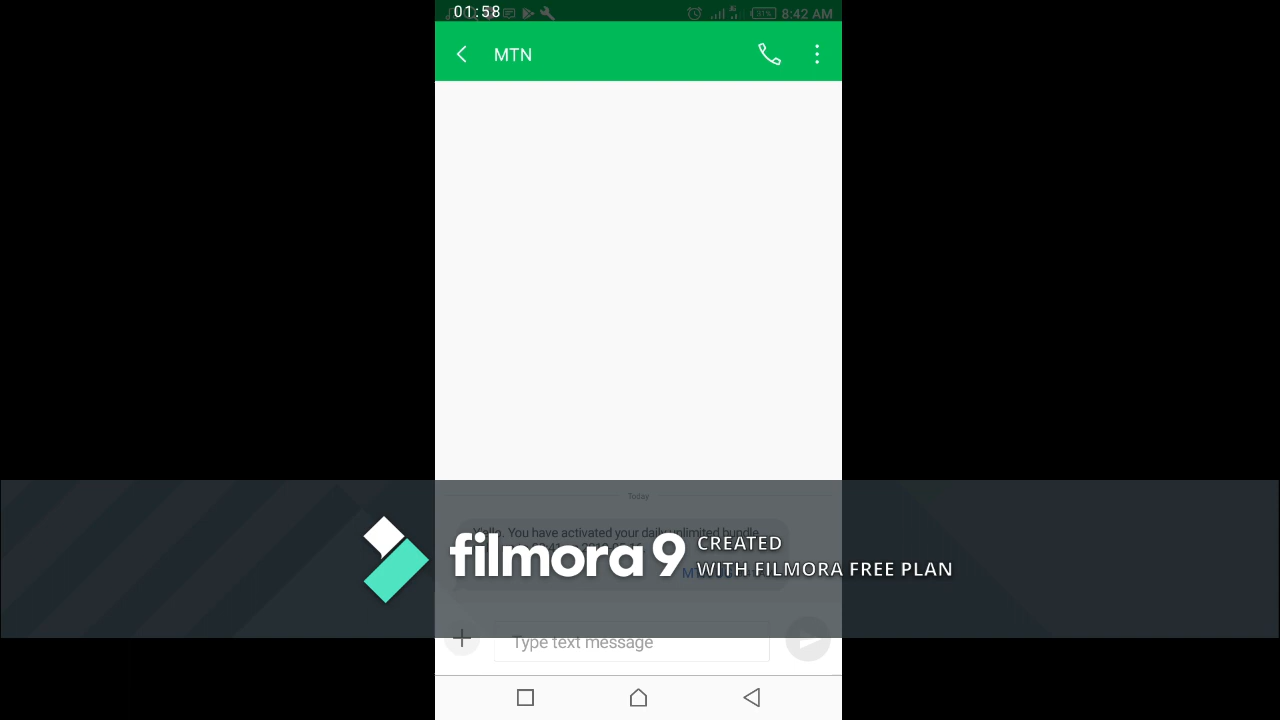 01:58
31%
8:42 AM
MTN
Today
Y'ello. You have activated your daily unlimited bundle
filmora 9
CREATED
WITH FILMORA FREE PLAN
Type text message